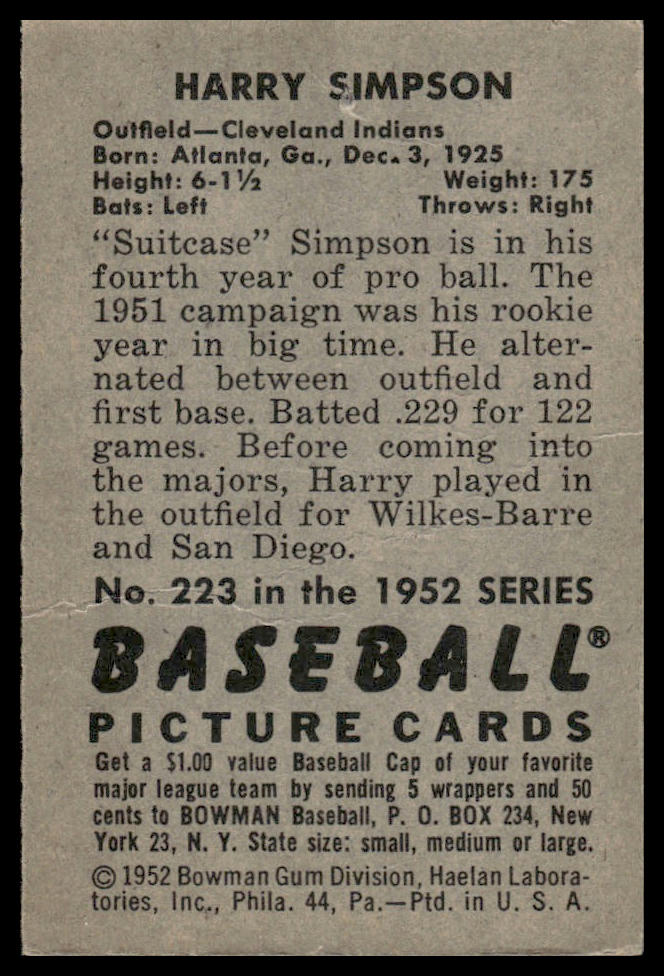 HARRY SIMPSON
Outfield—Cleveland Indians
Born: Atlanta, Ga., Dec. 3, 1925
Height: 6-1½ Weight: 175
Bats: Left Throws: Right
“Suitcase” Simpson is in his
fourth year of pro ball. The
1951 campaign was his rookie
year in big time. He alter-
nated between outfield and
first base. Batted .229 for 122
games. Before coming into
the majors, Harry played in
the outfield for Wilkes-Barre
and San Diego.
No. 223 in the 1952 SERIES
BASEBALL®
PICTURE CARDS
Get a $1.00 value Baseball Cap of your favorite
major league team by sending 5 wrappers and 50
cents to BOWMAN Baseball, P. O. BOX 234, New
York 23, N. Y. State size: small, medium or large.
© 1952 Bowman Gum Division, Haelan Labora-
tories, Inc., Phila. 44, Pa.—Ptd. in U. S. A.